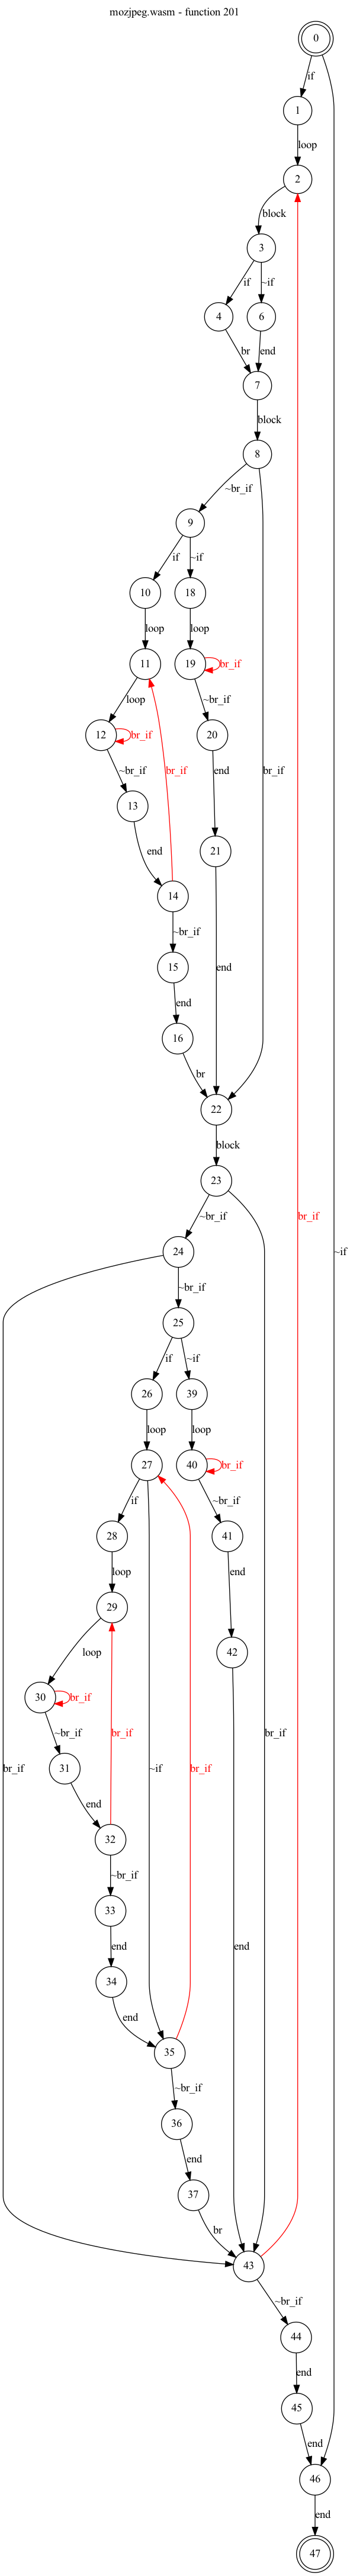 mozjpeg.wasm - function 201
0
if
1
loop
2
block
3
if
~if
4
6
br
end
7
block
8
~br_if
9
if
~if
10
18
loop
loop
11
19
br_if
loop
~br_if
12
br_if
20
br_if
br_if
~br_if
13
end
end
21
14
~br_if
15
end
end
16
br
22
block
23
br_if
~br_if
~if
24
~br_if
25
if
~if
26
39
loop
loop
27
40
br_if
if
~br_if
28
41
loop
end
29
loop
42
30
br_if
br_if
br_if
~br_if
31
br_if
~if
br_if
end
32
~br_if
33
end
end
34
end
35
~br_if
36
end
37
br
43
~br_if
44
end
45
end
46
end
47